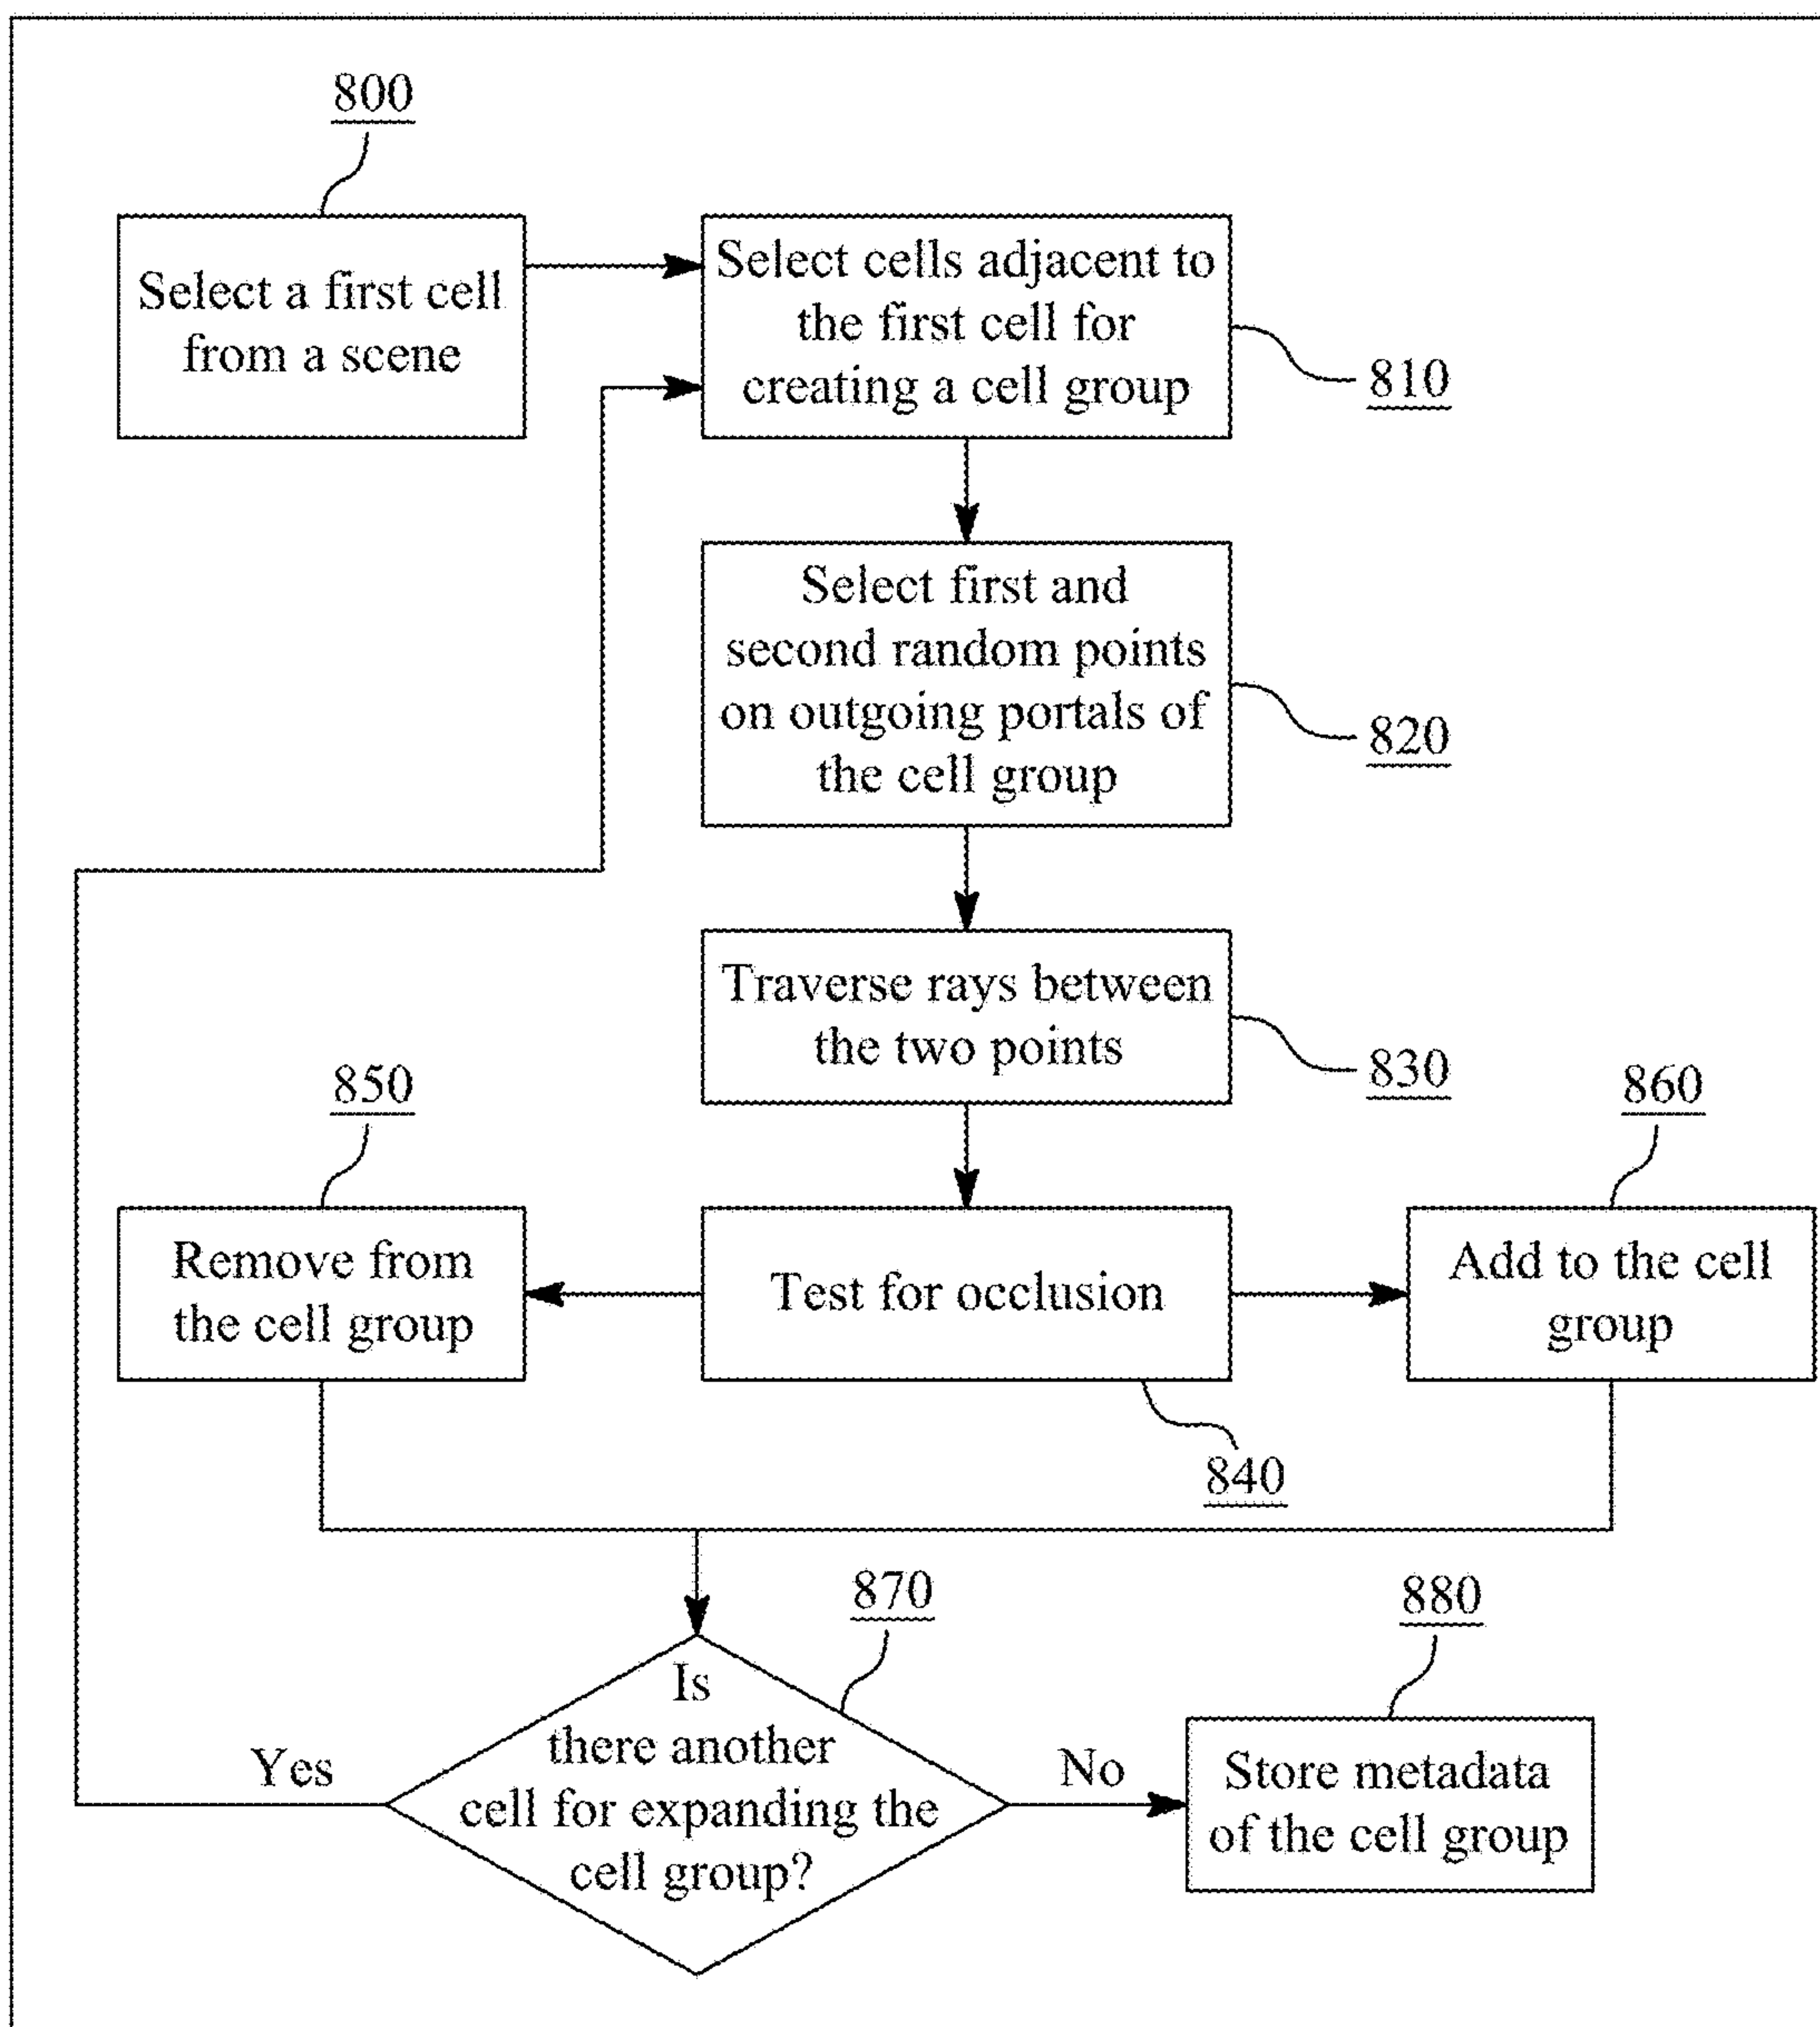 800
Select a first cell
from a scene
Select cells adjacent to
the first cell for
creating a cell group
810
Select first and
second random points
on outgoing portals of
the cell group
820
Traverse rays between
the two points
830
850
Remove from
the cell group
Test for occlusion
840
860
Add to the cell
group
870
Is
there another
cell for expanding the
cell group?
Yes
No
880
Store metadata
of the cell group